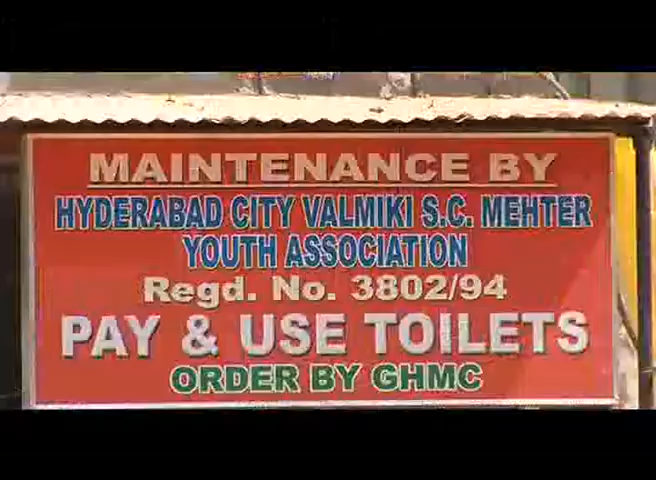 MAINTENANCE BY
HYDERABAD CITY VALMIKI S.C. MEHTER
YOUTH ASSOCIATION
Regd. No. 3802/94
PAY & USE TOILETS
ORDER BY GHMC